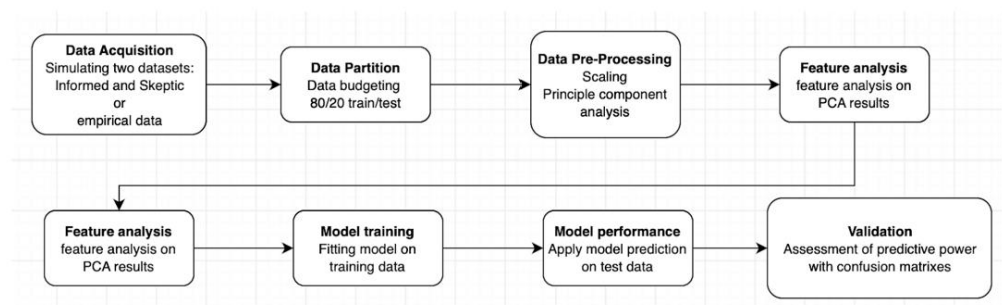 Data Acquisition
Simulating two datasets:
Informed and Skeptic
or
empirical data
Data Partition
Data budgeting
80/20 train/test
Data Pre-Processing
Scaling
Principle component
analysis
Feature analysis
feature analysis on
PCA results
Feature analysis
feature analysis on
PCA results
Model training
Fitting model on
training data
Model performance
Apply model prediction
on test data
Validation
Assessment of predictive power
with confusion matrixes